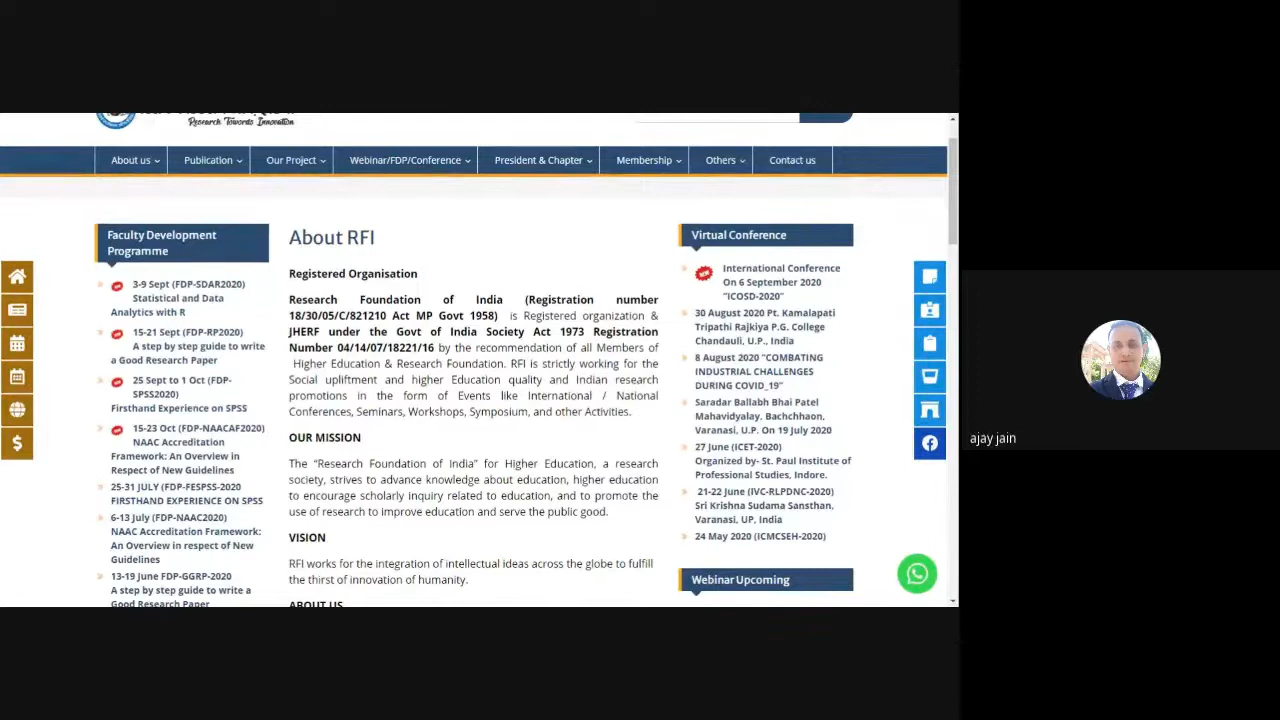 Research Towards Innovation
About us
Publication
Our Project
Webinar/FDP/Conference
President & Chapter
Membership
Others
Contact us
Faculty Development
Programme
3-9 Sept (FDP-SDAR2020)
Statistical and Data
Analytics with R
15-21 Sept (FDP-RP2020)
A step by step guide to write
a Good Research Paper
25 Sept to 1 Oct (FDP-
SPSS2020)
Firsthand Experience on SPSS
15-23 Oct (FDP-NAACAF2020)
NAAC Accreditation
Framework: An Overview in
Respect of New Guidelines
25-31 JULY (FDP-FESPSS-2020
FIRSTHAND EXPERIENCE ON SPSS
6-13 July (FDP-NAAC2020)
NAAC Accreditation Framework:
An Overview in respect of New
Guidelines
13-19 June FDP-GGRP-2020
A step by step guide to write a
Good Research Paper
About RFI
Registered Organisation
Research Foundation of India (Registration number
18/30/05/C/821210 Act MP Govt 1958) is Registered organization &
JHERF under the Govt of India Society Act 1973 Registration
Number 04/14/07/18221/16 by the recommendation of all Members of
Higher Education & Research Foundation. RFI is strictly working for the
Social upliftment and higher Education quality and Indian research
promotions in the form of Events like International / National
Conferences, Seminars, Workshops, Symposium, and other Activities.
OUR MISSION
The “Research Foundation of India” for Higher Education, a research
society, strives to advance knowledge about education, higher education
to encourage scholarly inquiry related to education, and to promote the
use of research to improve education and serve the public good.
VISION
RFI works for the integration of intellectual ideas across the globe to fulfill
the thirst of innovation of humanity.
ABOUT US
Virtual Conference
International Conference
On 6 September 2020
"ICOSD-2020"
30 August 2020 Pt. Kamalapati
Tripathi Rajkiya P.G. College
Chandauli, U.P., India
8 August 2020 "COMBATING
INDUSTRIAL CHALLENGES
DURING COVID_19"
Saradar Ballabh Bhai Patel
Mahavidyalay, Bachchhaon,
Varanasi, U.P. On 19 July 2020
27 June (ICET-2020)
Organized by- St. Paul Institute of
Professional Studies, Indore.
21-22 June (IVC-RLPDNC-2020)
Sri Krishna Sudama Sansthan,
Varanasi, UP, India
24 May 2020 (ICMCSEH-2020)
Webinar Upcoming
ajay jain